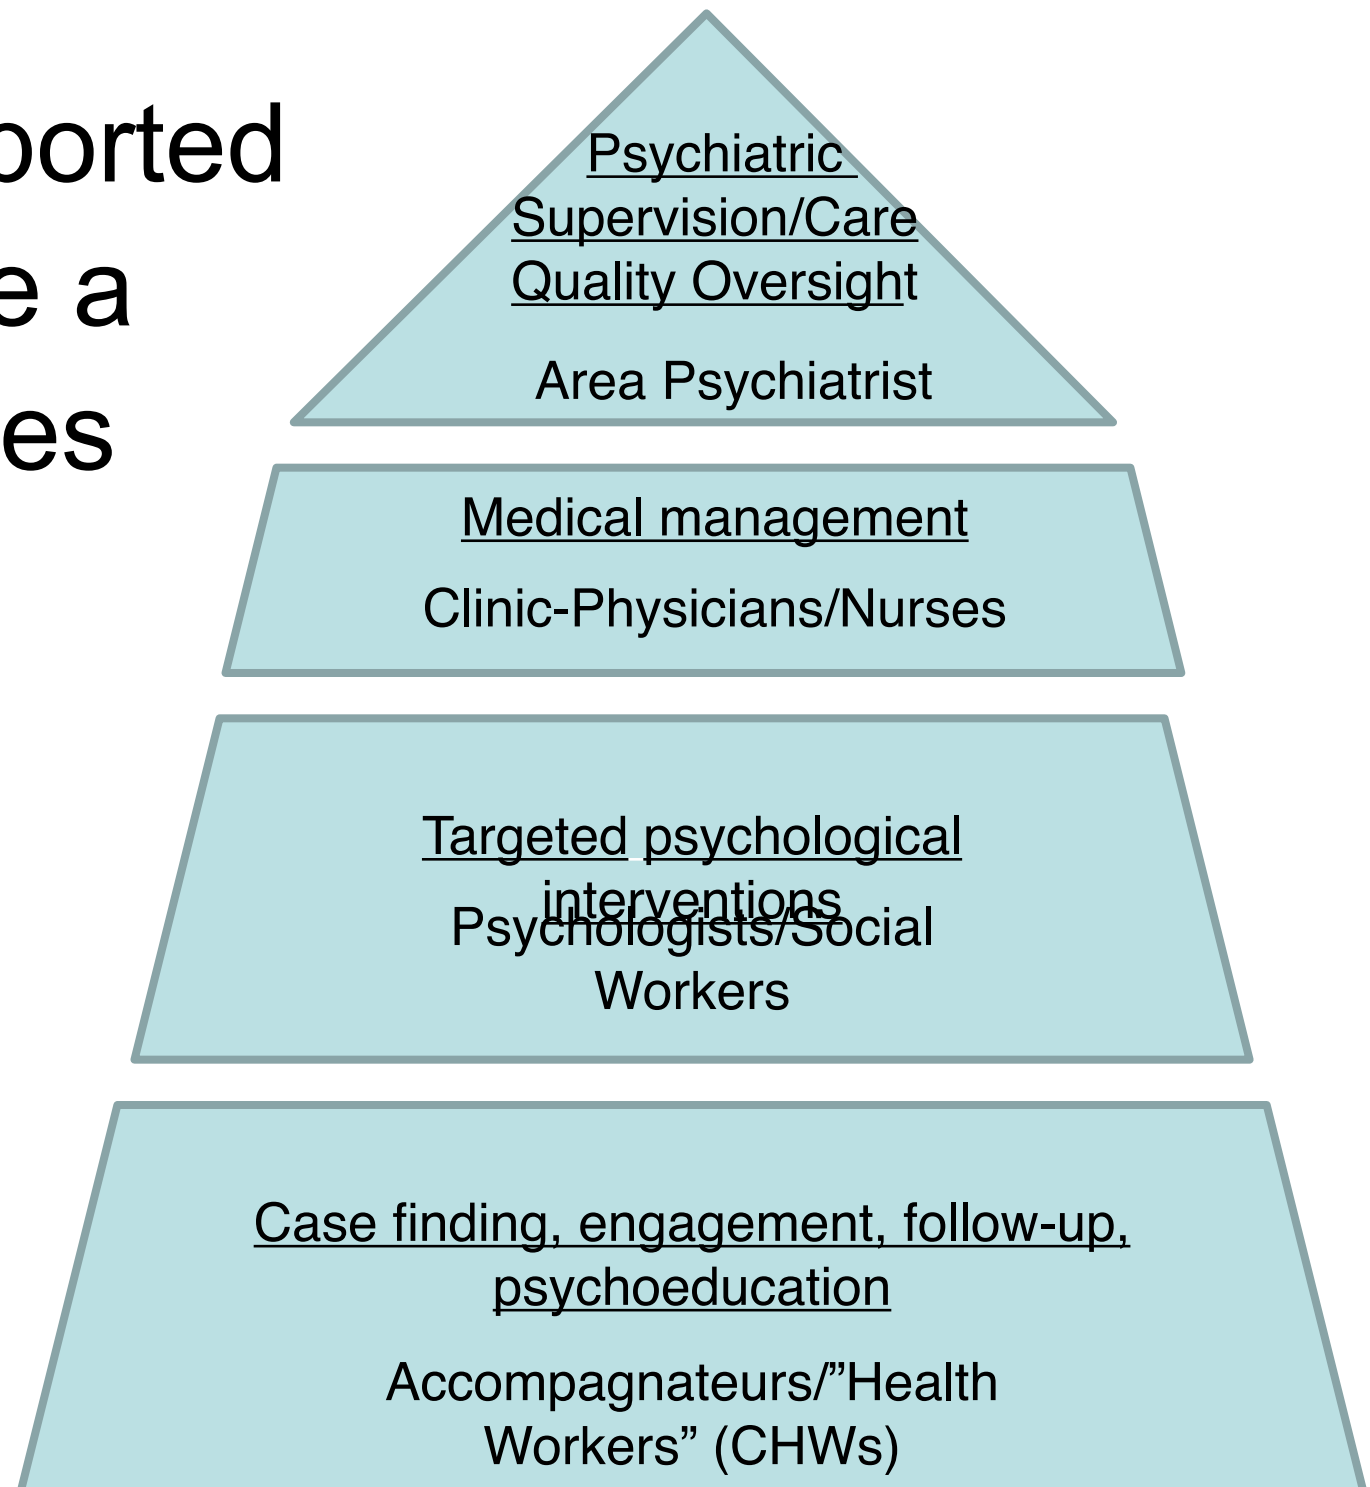 ported
e a
es
Psychiatric
Supervision/Care
Quality Oversight
Area Psychiatrist
Medical management
Clinic-Physicians/Nurses
Targeted psychological
interventions
Psychologists/Social
Workers
Case finding, engagement, follow-up,
psychoeducation
Accompagnateurs/”Health
Workers” (CHWs)